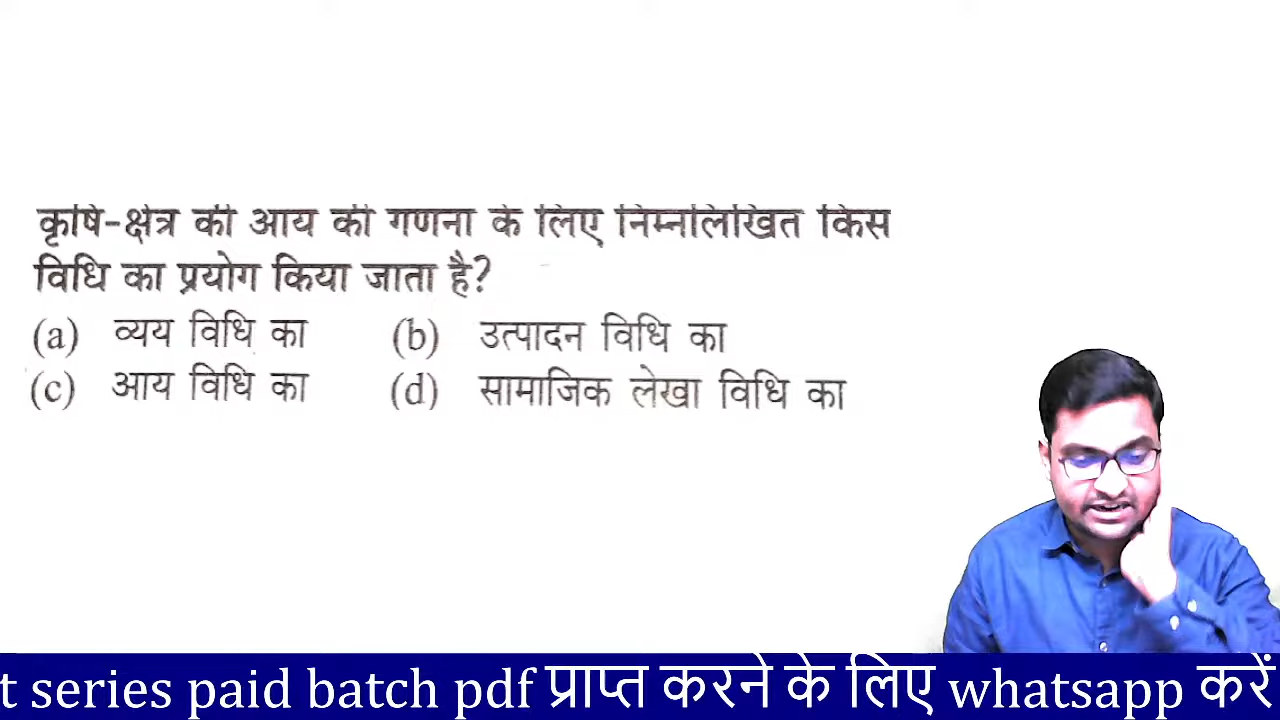 कृषि-क्षेत्र की आय की गणना के लिए निम्नलिखित किस
विधि का प्रयोग किया जाता है?
(a) व्यय विधि का (b) उत्पादन विधि का
(c) आय विधि का (d) सामाजिक लेखा विधि का
t series paid batch pdf प्राप्त करने के लिए whatsapp करें